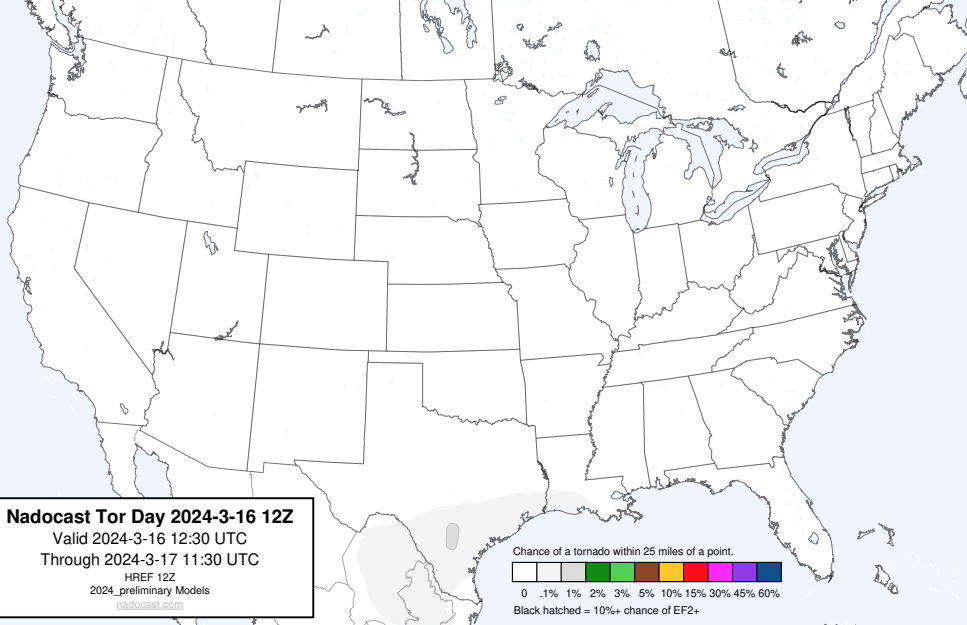 Nadocast Tor Day 2024-3-16 12Z
Valid 2024-3-16 12:30 UTC
Through 2024-3-17 11:30 UTC
HREF 12Z
2024_preliminary Models
nadocast.com
Chance of a tornado within 25 miles of a point.
0 .1% 1% 2% 3% 5% 10% 15% 30% 45% 60%
Black hatched = 10%+ chance of EF2+